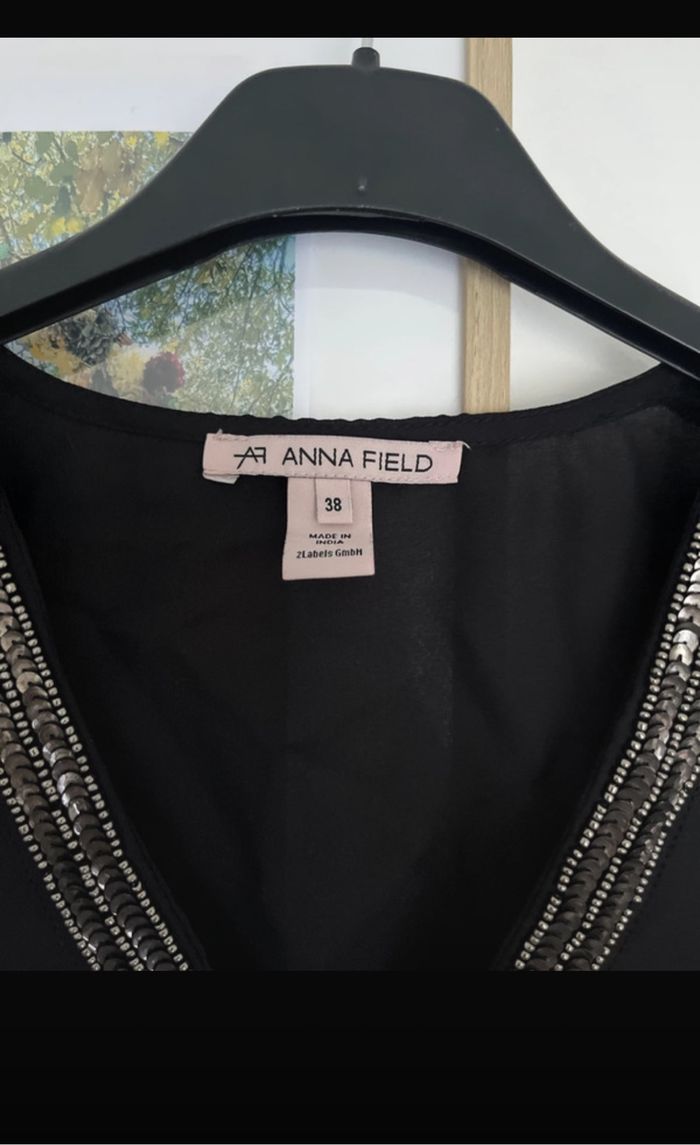 AF ANNA FIELD
38
MADE IN
INDIA
2Labels GmbH